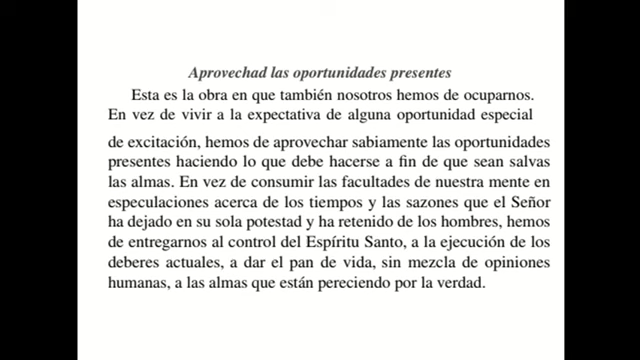 Aprovechad las oportunidades presentes
Esta es la obra en que también nosotros hemos de ocuparnos.
En vez de vivir a la expectativa de alguna oportunidad especial
de excitación, hemos de aprovechar sabiamente las oportunidades
presentes haciendo lo que debe hacerse a fin de que sean salvas
las almas. En vez de consumir las facultades de nuestra mente en
especulaciones acerca de los tiempos y las sazones que el Señor
ha dejado en su sola potestad y ha retenido de los hombres, hemos
de entregarnos al control del Espíritu Santo, a la ejecución de los
deberes actuales, a dar el pan de vida, sin mezcla de opiniones
humanas, a las almas que están pereciendo por la verdad.